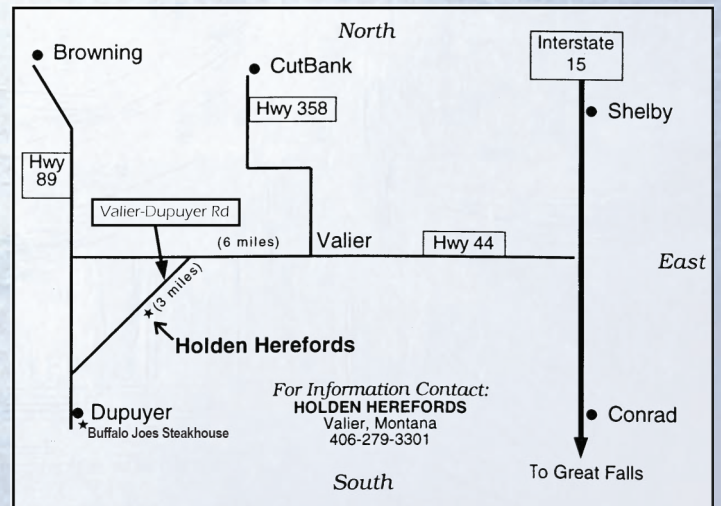 North
Browning
CutBank
Interstate
15
Hwy 358
Shelby
Hwy
89
Valier-Dupuyer Rd
(6 miles)
Valier
Hwy 44
East
(3 miles)
Holden Herefords
For Information Contact:
HOLDEN HEREFORDS
Valier, Montana
406-279-3301
Dupuyer
Buffalo Joes Steakhouse
Conrad
To Great Falls
South